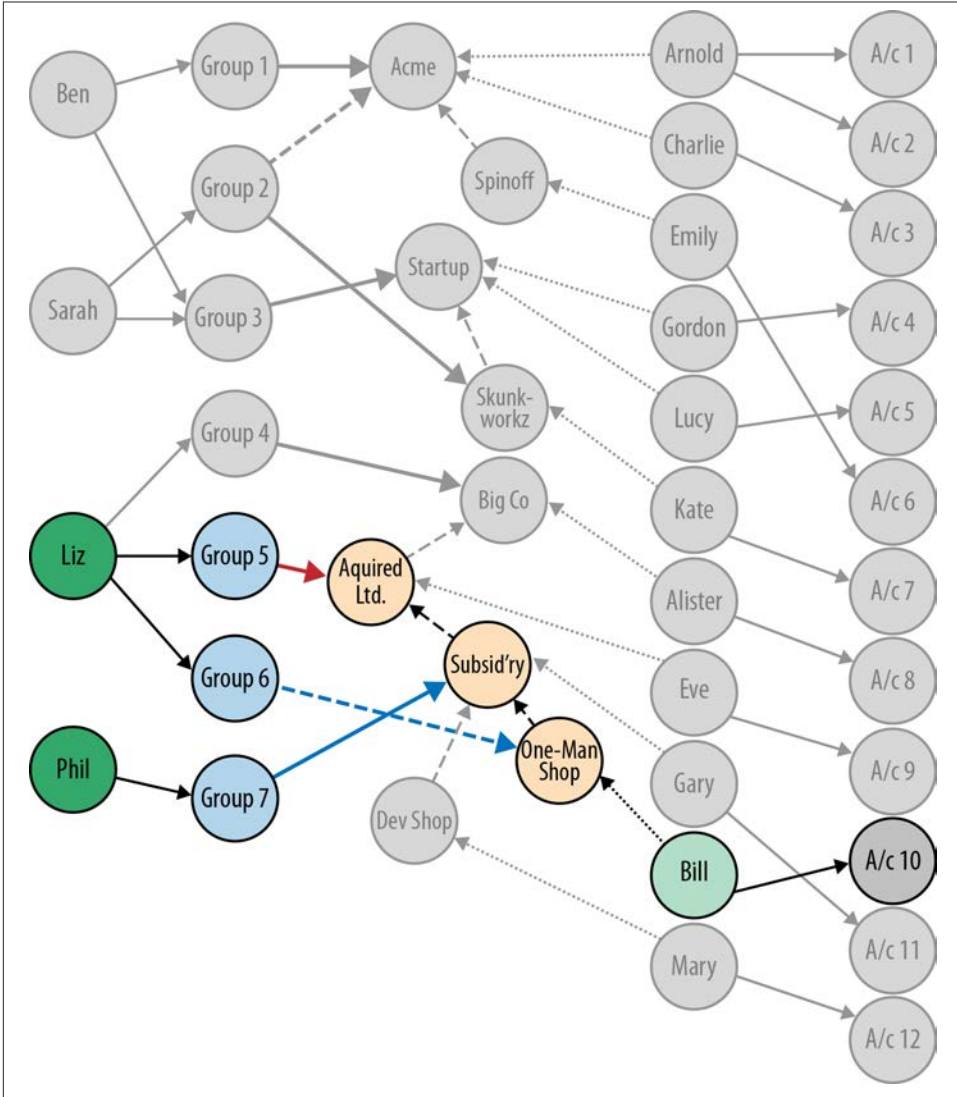 Ben
Sarah
Liz
Phil
Group 1
Group 2
Group 3
Group 4
Group 5
Group 6
Group 7
Acme
Spinoff
Startup
Skunk-
workz
Big Co
Aquired
Ltd.
Subsid'ry
One-Man
Shop
Dev Shop
Arnold
Charlie
Emily
Gordon
Lucy
Kate
Alister
Eve
Gary
Bill
Mary
A/c 1
A/c 2
A/c 3
A/c 4
A/c 5
A/c 6
A/c 7
A/c 8
A/c 9
A/c 10
A/c 11
A/c 12